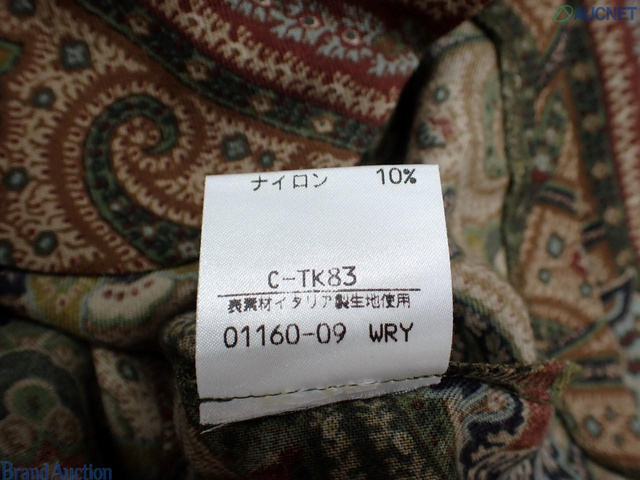 AUCNET
ナイロン 10%
C-TK83
表素材イタリア製生地使用
01160-09 WRY
Brand Auction